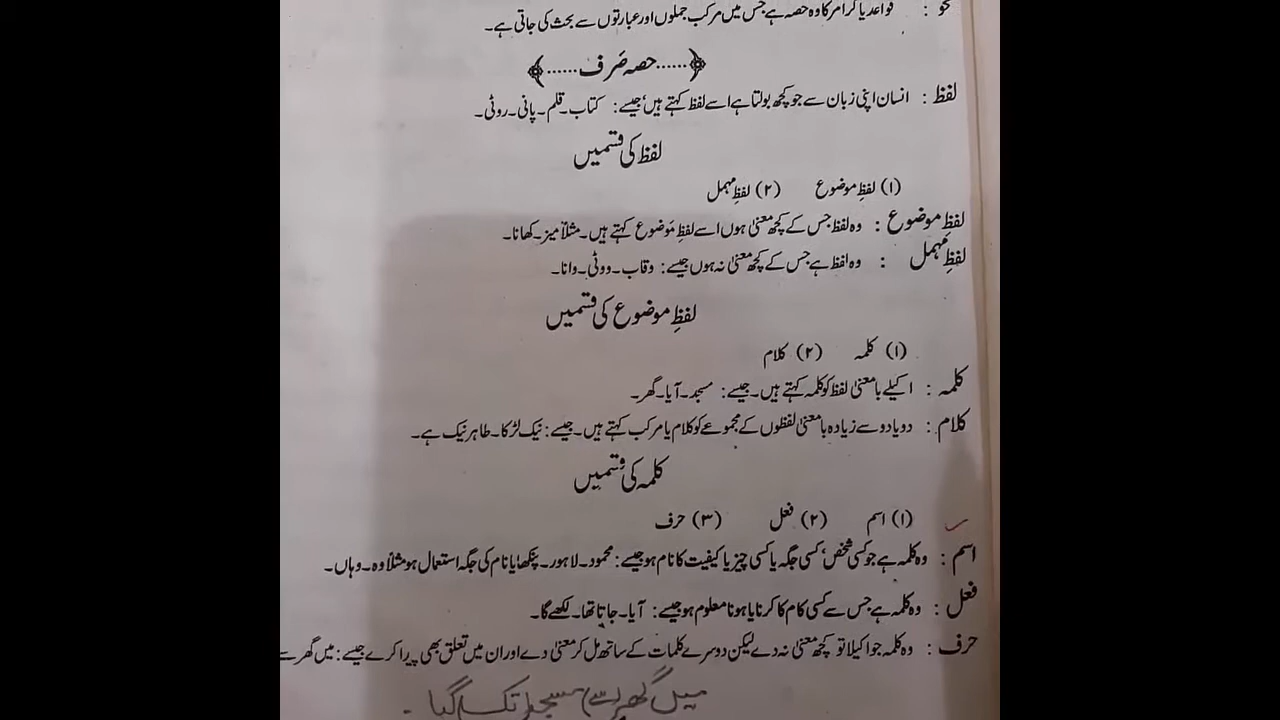 نحو : قواعد یا گرامر کا وہ حصہ ہے جس میں مرکب جملوں اور عبارتوں سے بحث کی جاتی ہے۔
......حصہ صَرف......
لفظ : انسان اپنی زبان سے جو کچھ بولتا ہے اسے لفظ کہتے ہیں' جیسے : کتاب۔ قلم۔ پانی۔ روٹی۔
لفظ کی قسمیں
(۱) لفظِ موضوع (۲) لفظِ مہمل
لفظِ موضوع : وہ لفظ جس کے کچھ معنیٰ ہوں اسے لفظِ مَوضوع کہتے ہیں۔ مثلاً میز۔ کھانا۔
لفظِ مہمل : وہ لفظ ہے جس کے کچھ معنیٰ نہ ہوں جیسے : وقاب۔ ووٹی۔ وانا۔
لفظِ موضوع کی قسمیں
(۱) کلمہ (۲) کلام
کلمہ : اکیلے بامعنیٰ لفظ کو کلمہ کہتے ہیں۔ جیسے : مسجد۔ آیا۔ گھر۔
کلام : دو یا دو سے زیادہ بامعنیٰ لفظوں کے مجموعے کو کلام یا مرکب کہتے ہیں۔ جیسے : نیک لڑکا۔ طاہر نیک ہے۔
کلمہ کی قسمیں
(۱) اسم (۲) فعل (۳) حرف
اسم : وہ کلمہ ہے جو کسی شخص' کسی جگہ یا کسی چیز یا کیفیت کا نام ہو جیسے : محمود۔ لاہور۔ پنکھا' یا نام کی جگہ استعمال ہو مثلاً وہ۔ وہاں۔
فعل : وہ کلمہ ہے جس سے کسی کام کا کرنا یا ہونا معلوم ہو جیسے : آیا۔ جاتا تھا۔ لکھے گا۔
حرف : وہ کلمہ جو اکیلا تو کچھ معنیٰ نہ دے لیکن دوسرے کلمات کے ساتھ مل کر معنیٰ دے اور ان میں تعلق بھی پیدا کرے جیسے : میں گھر سے
میں گھر (سے) مسجد تک گیا ۔